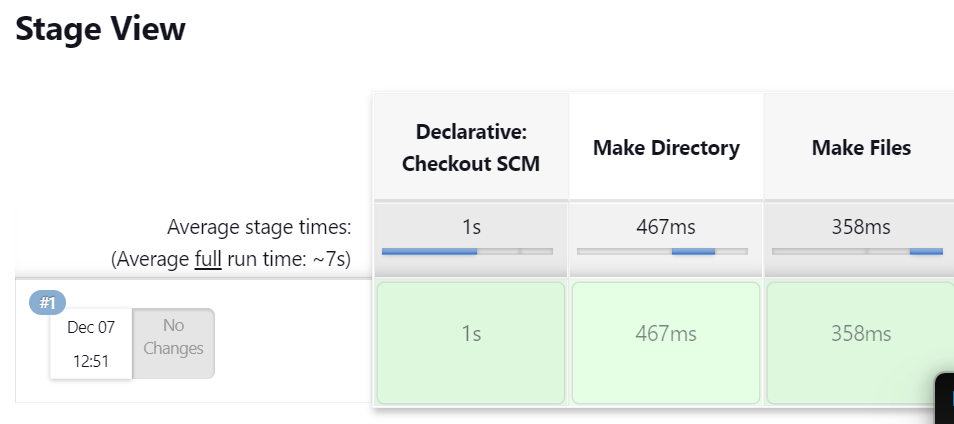 Stage View
Declarative:
Checkout SCM
Make Directory
Make Files
Average stage times:
(Average full run time: ~7s)
1s
467ms
358ms
#1
Dec 07
12:51
No
Changes
1s
467ms
358ms